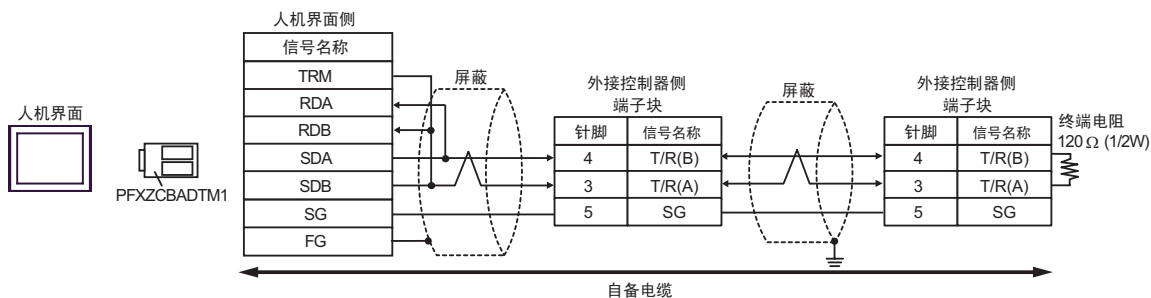 人机界面
PFXZCBADTM1
人机界面侧
信号名称
TRM
RDA
RDB
SDA
SDB
SG
FG
屏蔽
外接控制器侧
端子块
针脚 信号名称
4 T/R(B)
3 T/R(A)
5 SG
屏蔽
外接控制器侧
端子块
针脚 信号名称
4 T/R(B)
3 T/R(A)
5 SG
终端电阻
120 Ω (1/2W)
自备电缆